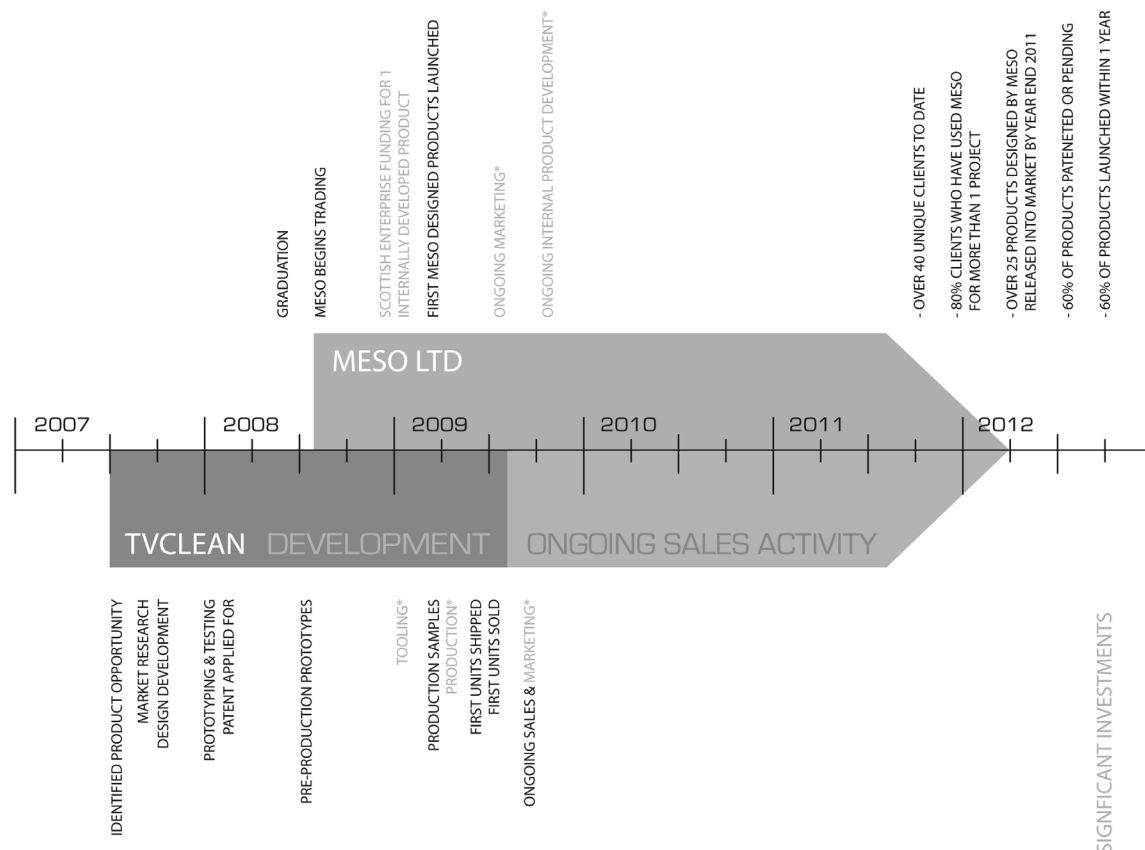 GRADUATION
MESO BEGINS TRADING
SCOTTISH ENTERPRISE FUNDING FOR 1
INTERNALLY DEVELOPED PRODUCT
FIRST MESO DESIGNED PRODUCTS LAUNCHED
ONGOING MARKETING*
ONGOING INTERNAL PRODUCT DEVELOPMENT*
- OVER 40 UNIQUE CLIENTS TO DATE
- 80% CLIENTS WHO HAVE USED MESO
FOR MORE THAN 1 PROJECT
- OVER 25 PRODUCTS DESIGNED BY MESO
RELEASED INTO MARKET BY YEAR END 2011
- 60% OF PRODUCTS PATENETED OR PENDING
- 60% OF PRODUCTS LAUNCHED WITHIN 1 YEAR
MESO LTD
2007 2008 2009 2010 2011 2012
TVCLEAN DEVELOPMENT ONGOING SALES ACTIVITY
IDENTIFIED PRODUCT OPPORTUNITY
MARKET RESEARCH
DESIGN DEVELOPMENT
PROTOTYPING & TESTING
PATENT APPLIED FOR
PRE-PRODUCTION PROTOTYPES
TOOLING*
PRODUCTION SAMPLES
PRODUCTION*
FIRST UNITS SHIPPED
FIRST UNITS SOLD
ONGOING SALES & MARKETING*
SIGNFICANT INVESTMENTS